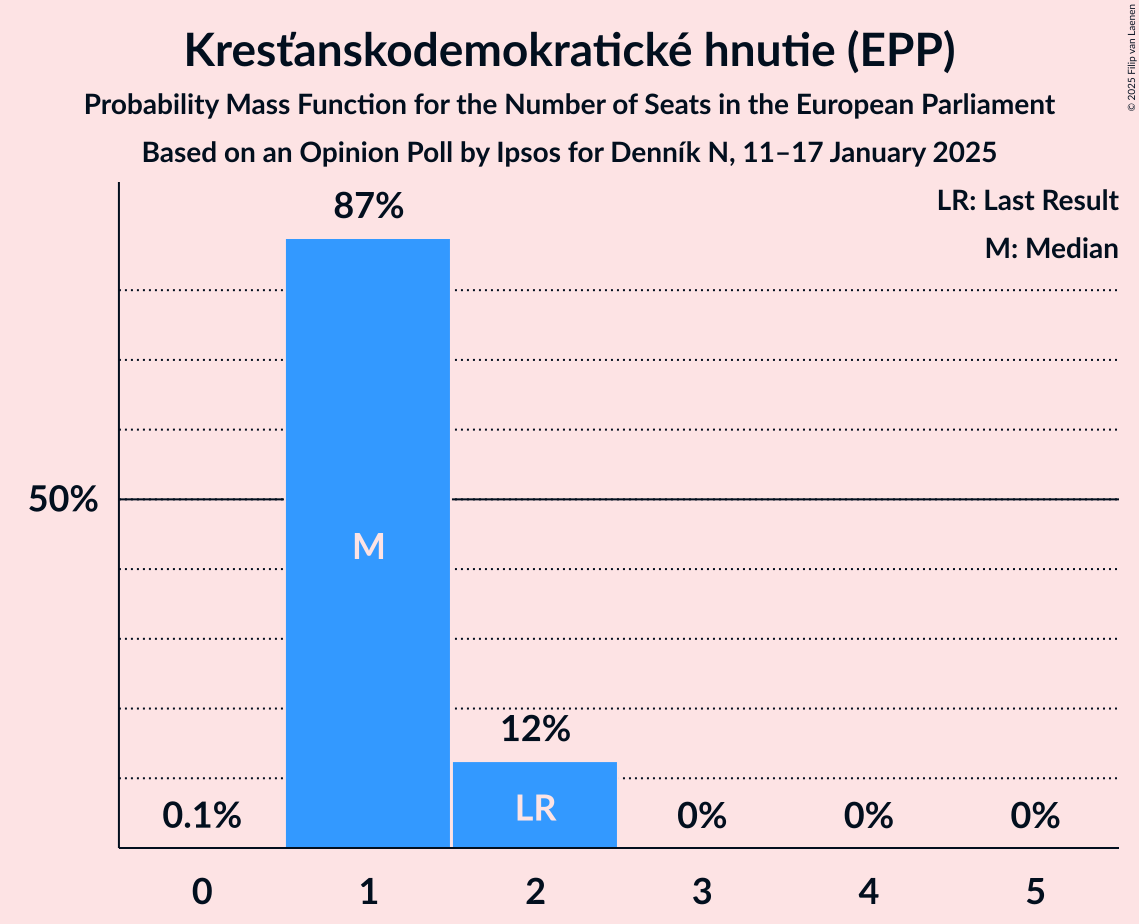 Kresťanskodemokratické hnutie (EPP)
Probability Mass Function for the Number of Seats in the European Parliament
Based on an Opinion Poll by Ipsos for Denník N, 11–17 January 2025
© 2025 Filip van Laenen
LR: Last Result
M: Median
87%
50%
M
12%
LR
0.1%
0%
0%
0%
0
1
2
3
4
5